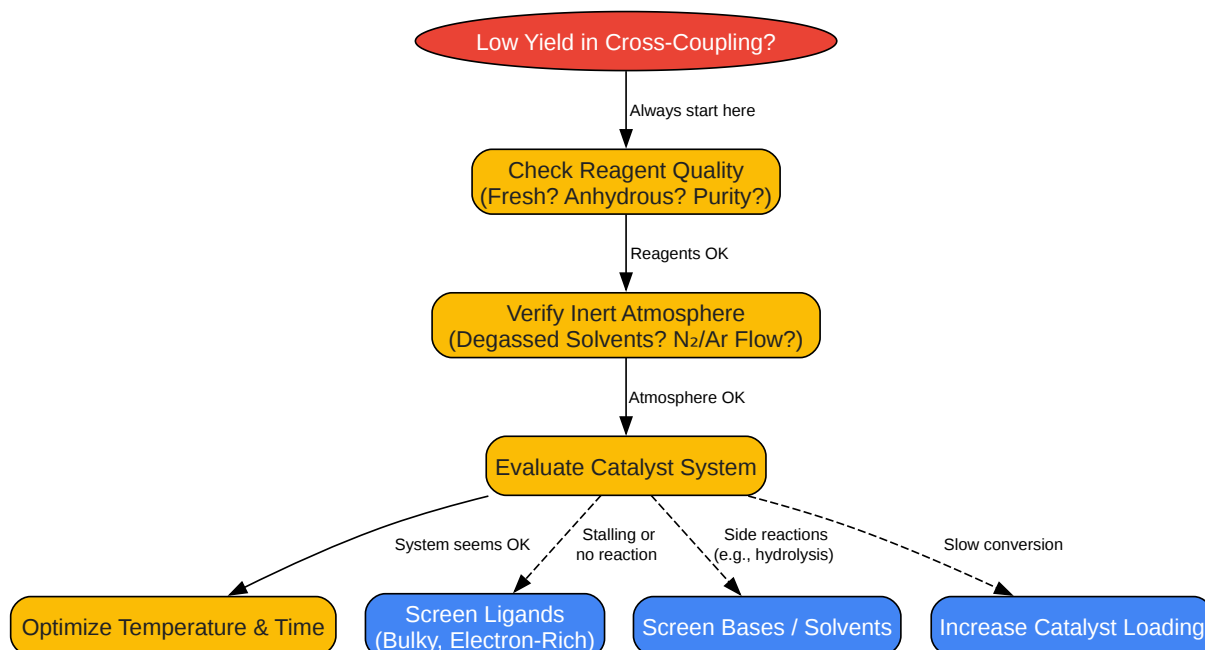 Low Yield in Cross-Coupling?
Always start here
Check Reagent Quality
(Fresh? Anhydrous? Purity?)
Reagents OK
Verify Inert Atmosphere
(Degassed Solvents? N₂/Ar Flow?)
Atmosphere OK
Evaluate Catalyst System
System seems OK
Stalling or
no reaction
Side reactions
(e.g., hydrolysis)
Slow conversion
Optimize Temperature & Time
Screen Ligands
(Bulky, Electron-Rich)
Screen Bases / Solvents
Increase Catalyst Loading